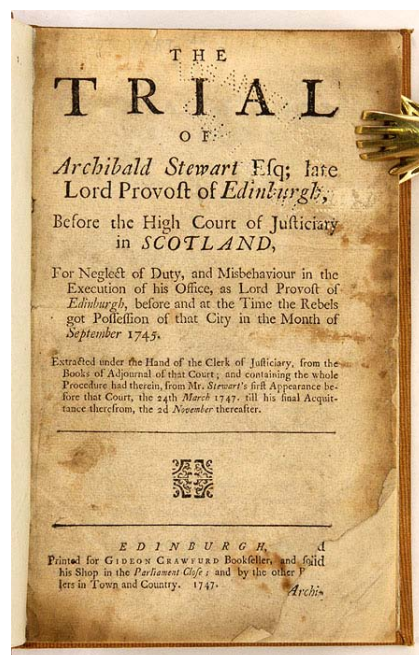 THE
TRIAL
OF
Archibald Stewart Eſq; late
Lord Provoſt of Edinburgh,
Before the High Court of Juſticiary
in SCOTLAND,
For Neglect of Duty, and Misbehaviour in the
Execution of his Office, as Lord Provoſt of
Edinburgh, before and at the Time the Rebels
got Poſſeſſion of that City in the Month of
September 1745.
Extracted under the Hand of the Clerk of Juſticiary, from the
Books of Adjournal of that Court; and containing the whole
Procedure had therein, from Mr. Stewart's firſt Appearance be-
fore that Court, the 24th March 1747. till his final Acquit-
tance therefrom, the 2d November thereafter.
EDINBURGH,
Printed for GIDEON CRAWFURD Bookſeller, and ſold
his Shop in the Parliament Cloſe; and by the other
lers in Town and Country. 1747.
Archi-